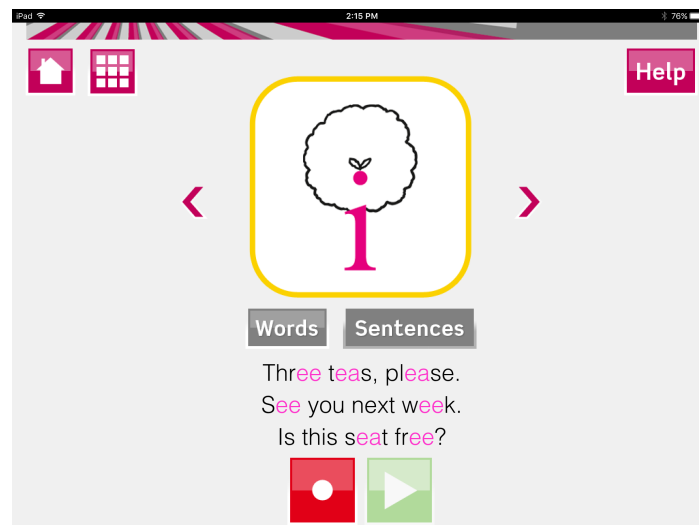 iPad 2:15 PM 76%
Help
i
Words Sentences
Three teas, please.
See you next week.
Is this seat free?